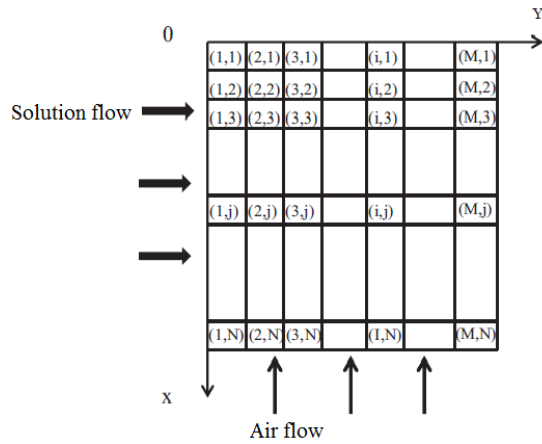 0
Y
(1,1) (2,1) (3,1) (i,1) (M,1)
(1,2) (2,2) (3,2) (i,2) (M,2)
Solution flow
(1,3) (2,3) (3,3) (i,3) (M,3)
(1,j) (2,j) (3,j) (i,j) (M,j)
(1,N) (2,N) (3,N) (I,N) (M,N)
x
Air flow